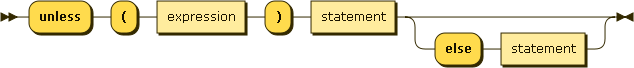 unless ( expression ) statement
else statement